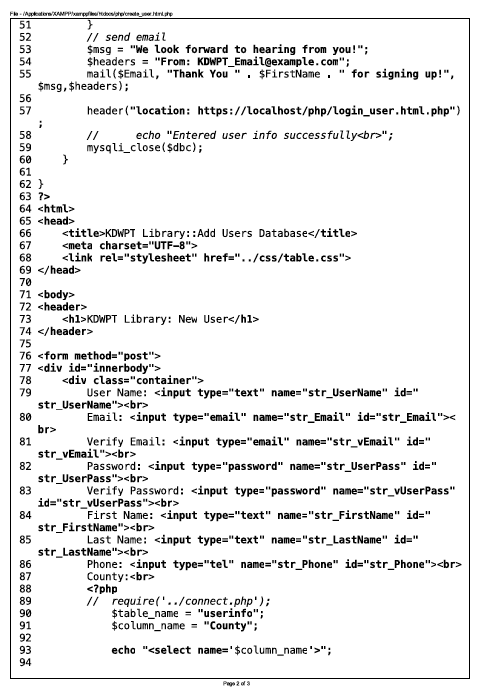 File - /Applications/XAMPP/xamppfiles/htdocs/php/create_user.html.php
51 }
52 // send email
53 $msg = "We look forward to hearing from you!";
54 $headers = "From: KDWPT_Email@example.com";
55 mail($Email, "Thank You " . $FirstName . " for signing up!",
$msg,$headers);
56
57 header("location: https://localhost/php/login_user.html.php")
;
58 // echo "Entered user info successfully<br>";
59 mysqli_close($dbc);
60 }
61
62 }
63 ?>
64 <html>
65 <head>
66 <title>KDWPT Library::Add Users Database</title>
67 <meta charset="UTF-8">
68 <link rel="stylesheet" href="../css/table.css">
69 </head>
70
71 <body>
72 <header>
73 <h1>KDWPT Library: New User</h1>
74 </header>
75
76 <form method="post">
77 <div id="innerbody">
78 <div class="container">
79 User Name: <input type="text" name="str_UserName" id="
str_UserName"><br>
80 Email: <input type="email" name="str_Email" id="str_Email"><
br>
81 Verify Email: <input type="email" name="str_vEmail" id="
str_vEmail"><br>
82 Password: <input type="password" name="str_UserPass" id="
str_UserPass"><br>
83 Verify Password: <input type="password" name="str_vUserPass"
id="str_vUserPass"><br>
84 First Name: <input type="text" name="str_FirstName" id="
str_FirstName"><br>
85 Last Name: <input type="text" name="str_LastName" id="
str_LastName"><br>
86 Phone: <input type="tel" name="str_Phone" id="str_Phone"><br>
87 County:<br>
88 <?php
89 // require('../connect.php');
90 $table_name = "userinfo";
91 $column_name = "County";
92
93 echo "<select name='$column_name'>";
94
Page 2 of 3